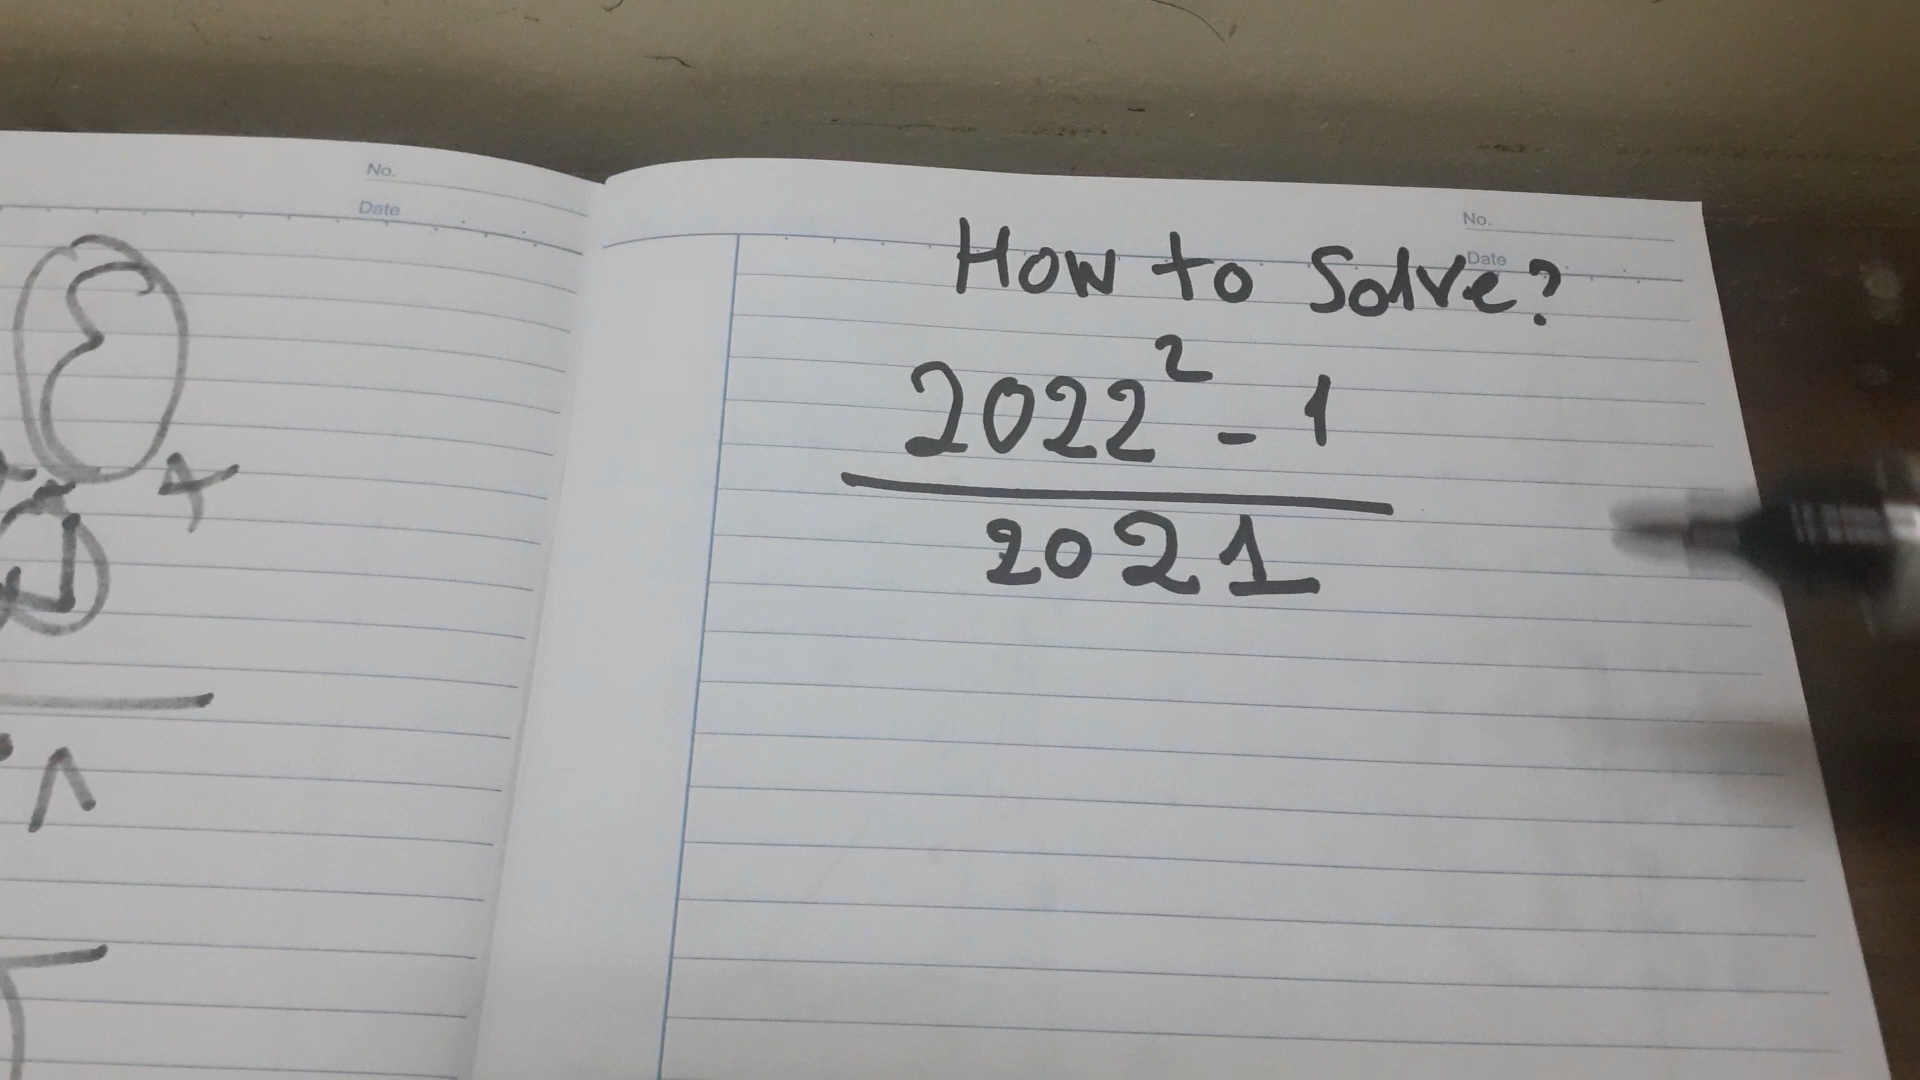 No.
Date
No.
Date
How to Solve?
2022² - 1
2021